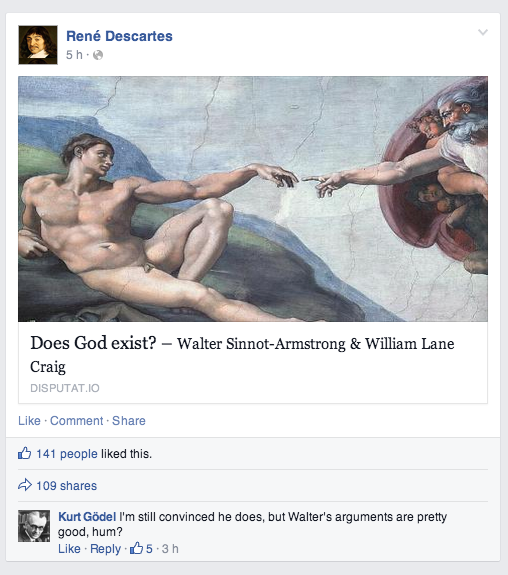 René Descartes
5 h ·
Does God exist? – Walter Sinnot-Armstrong & William Lane
Craig
DISPUTAT.IO
Like · Comment · Share
141 people liked this.
109 shares
Kurt Gödel I'm still convinced he does, but Walter's arguments are pretty
good, hum?
Like · Reply · 5 · 3 h